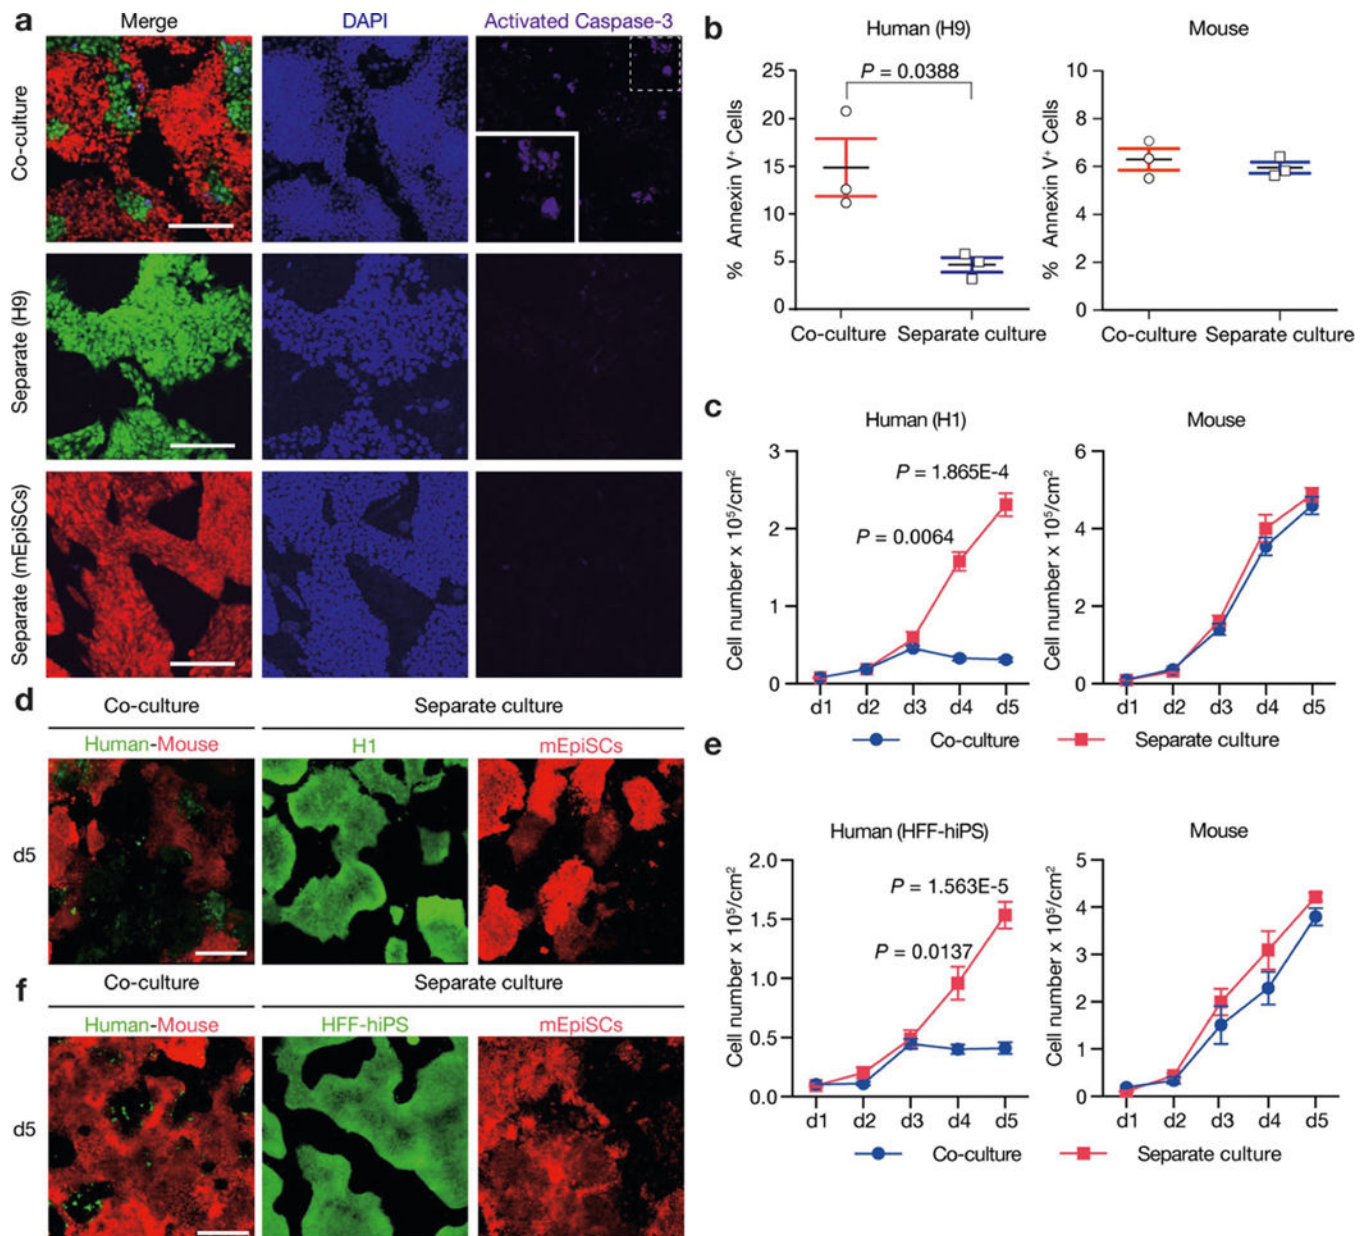 a
Merge
DAPI
Activated Caspase-3
Co-culture
Separate (H9)
Separate (mEpiSCs)
b
Human (H9)
P = 0.0388
25
20
15
10
5
0
% Annexin V⁺ Cells
Co-culture
Separate culture
Mouse
10
8
6
4
2
0
% Annexin V⁺ Cells
Co-culture
Separate culture
c
Human (H1)
P = 1.865E-4
P = 0.0064
3
2
1
0
Cell number x 10⁵/cm²
d1 d2 d3 d4 d5
Mouse
6
4
2
0
Cell number x 10⁵/cm²
d1 d2 d3 d4 d5
Co-culture
Separate culture
d
Co-culture
Separate culture
Human-Mouse
H1
mEpiSCs
d5
e
Human (HFF-hiPS)
P = 1.563E-5
P = 0.0137
2.0
1.5
1.0
0.5
0.0
Cell number x 10⁵/cm²
d1 d2 d3 d4 d5
Mouse
5
4
3
2
1
0
Cell number x 10⁵/cm²
d1 d2 d3 d4 d5
Co-culture
Separate culture
f
Co-culture
Separate culture
Human-Mouse
HFF-hiPS
mEpiSCs
d5